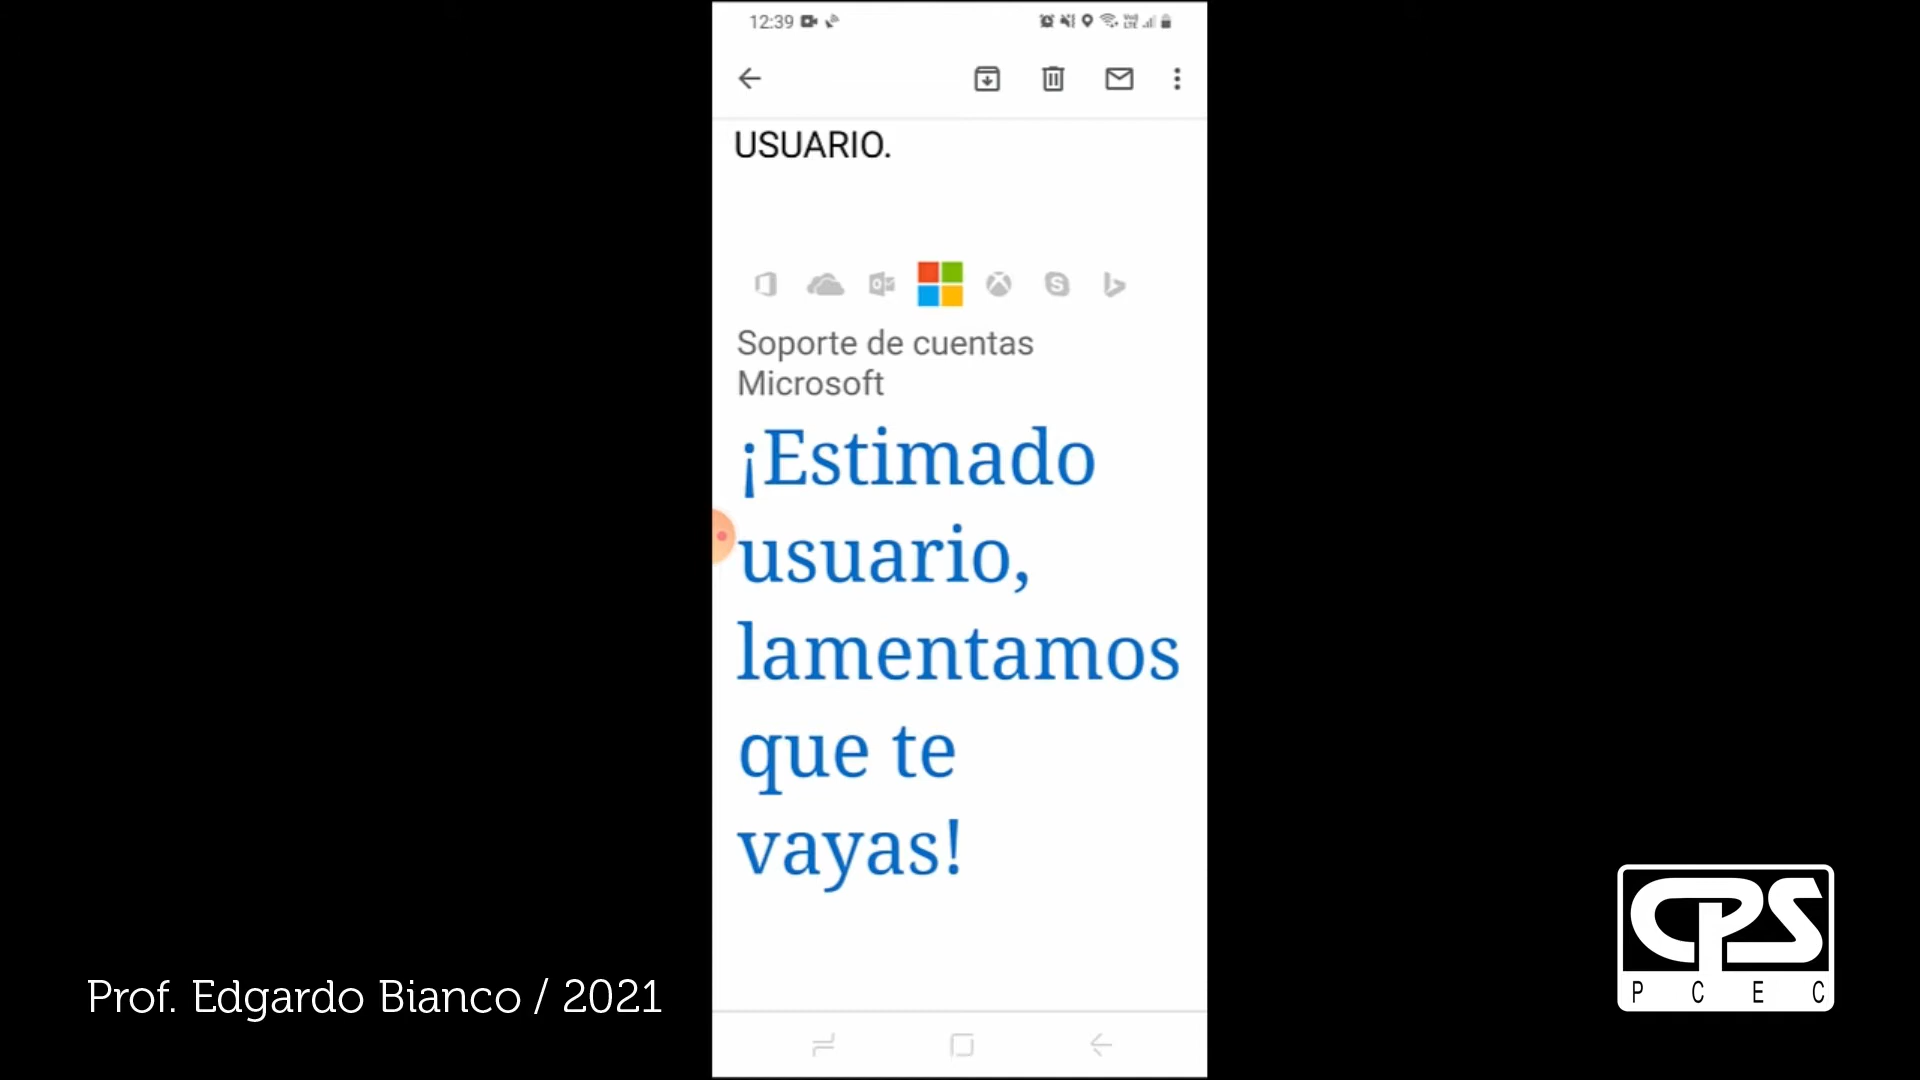 12:39
USUARIO.
Soporte de cuentas
Microsoft
¡Estimado
usuario,
lamentamos
que te
vayas!
Prof. Edgardo Bianco / 2021
CPS
P C E C